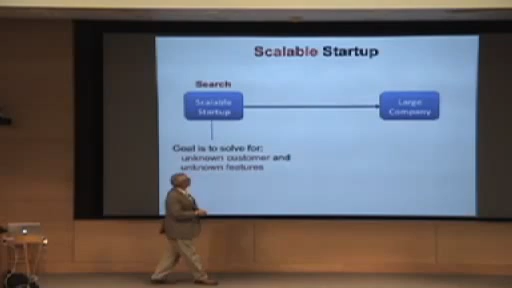 Scalable Startup
Search
Scalable
Startup
Large
Company
Goal is to solve for:
unknown customer and
unknown features